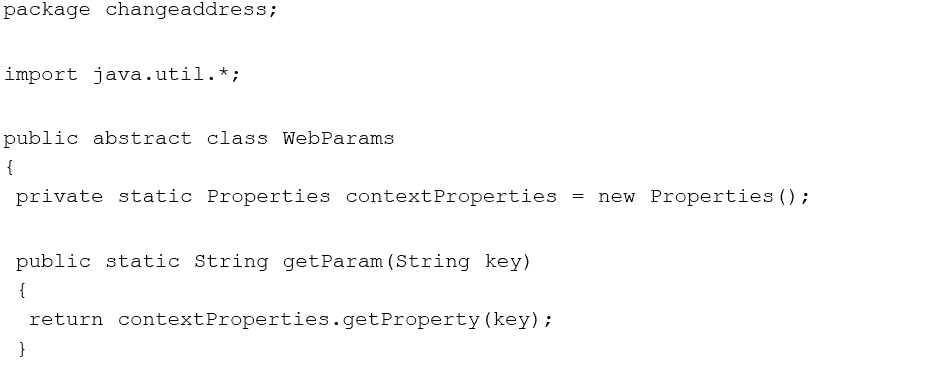 package changeaddress;
import java.util.*;
public abstract class WebParams
{
private static Properties contextProperties = new Properties();
public static String getParam(String key)
{
return contextProperties.getProperty(key);
}